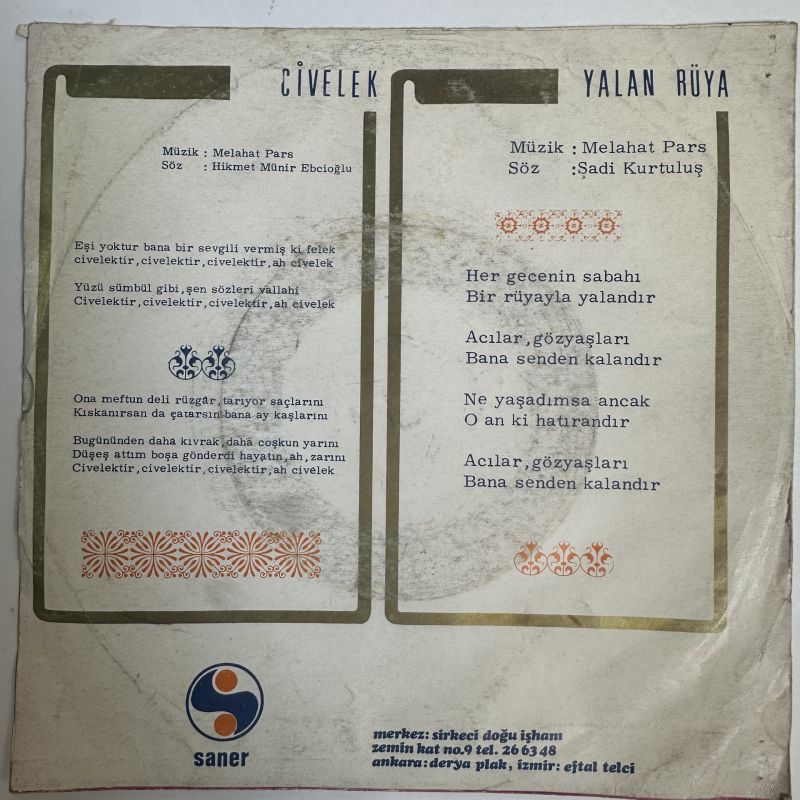 CİVELEK
Müzik : Melahat Pars
Söz : Hikmet Münir Ebcioğlu
Eşi yoktur bana bir sevgili vermiş ki felek
civelektir, civelektir, civelektir, ah civelek
Yüzü sümbül gibi, şen sözleri vallahi
Civelektir, civelektir, civelektir, ah civelek
Ona meftun deli rüzgâr, tarıyor saçlarını
Kıskanırsan da çatarsın bana ay kaşlarını
Bugününden daha kıvrak, daha coşkun yarını
Düşeş attım boşa gönderdi hayatın, ah, zarını
Civelektir, civelektir, civelektir, ah civelek
YALAN RÜYA
Müzik : Melahat Pars
Söz :Şadi Kurtuluş
Her gecenin sabahı
Bir rüyayla yalandır
Acılar, gözyaşları
Bana senden kalandır
Ne yaşadımsa ancak
O an ki hatırandır
Acılar, gözyaşları
Bana senden kalandır
saner
merkez: sirkeci doğu işhanı
zemin kat no.9 tel. 26 63 48
ankara: derya plak, izmir: eftal telci